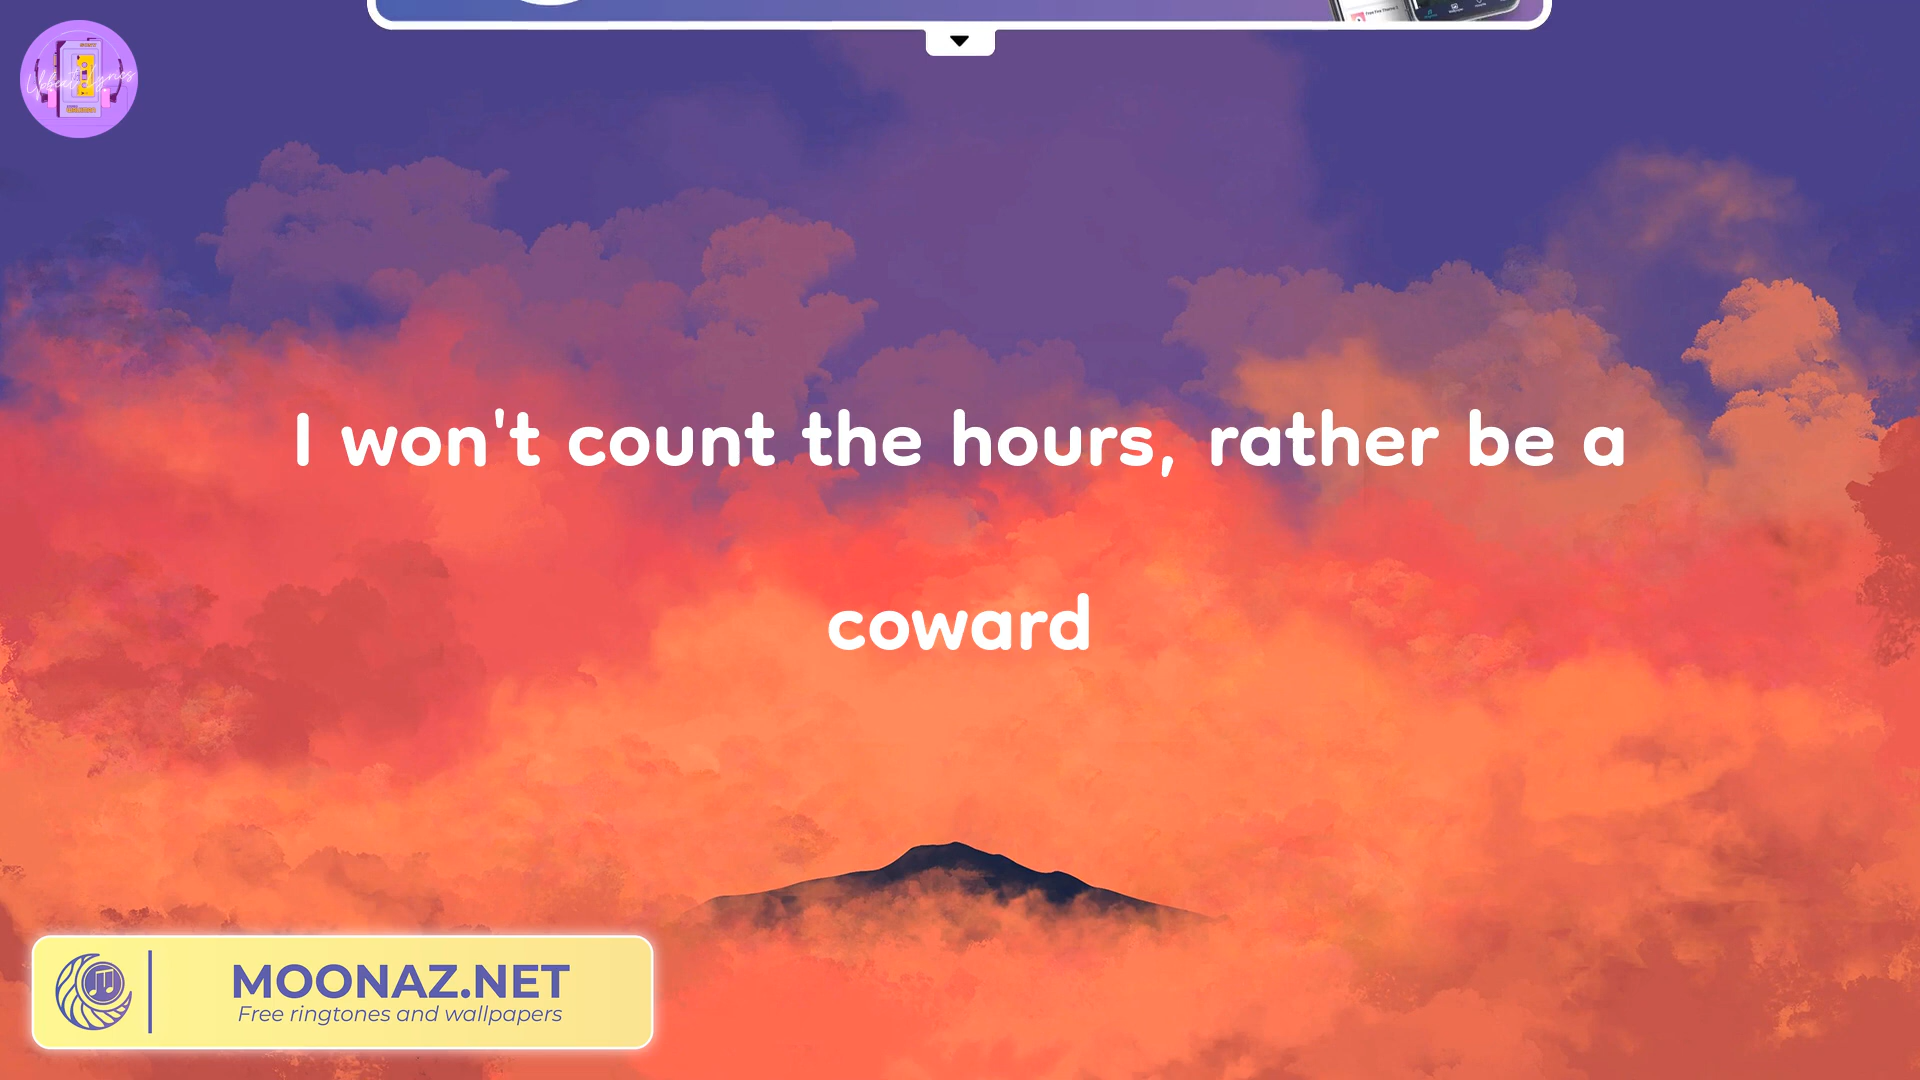 I won't count the hours, rather be a
coward
MOONAZ.NET
Free ringtones and wallpapers